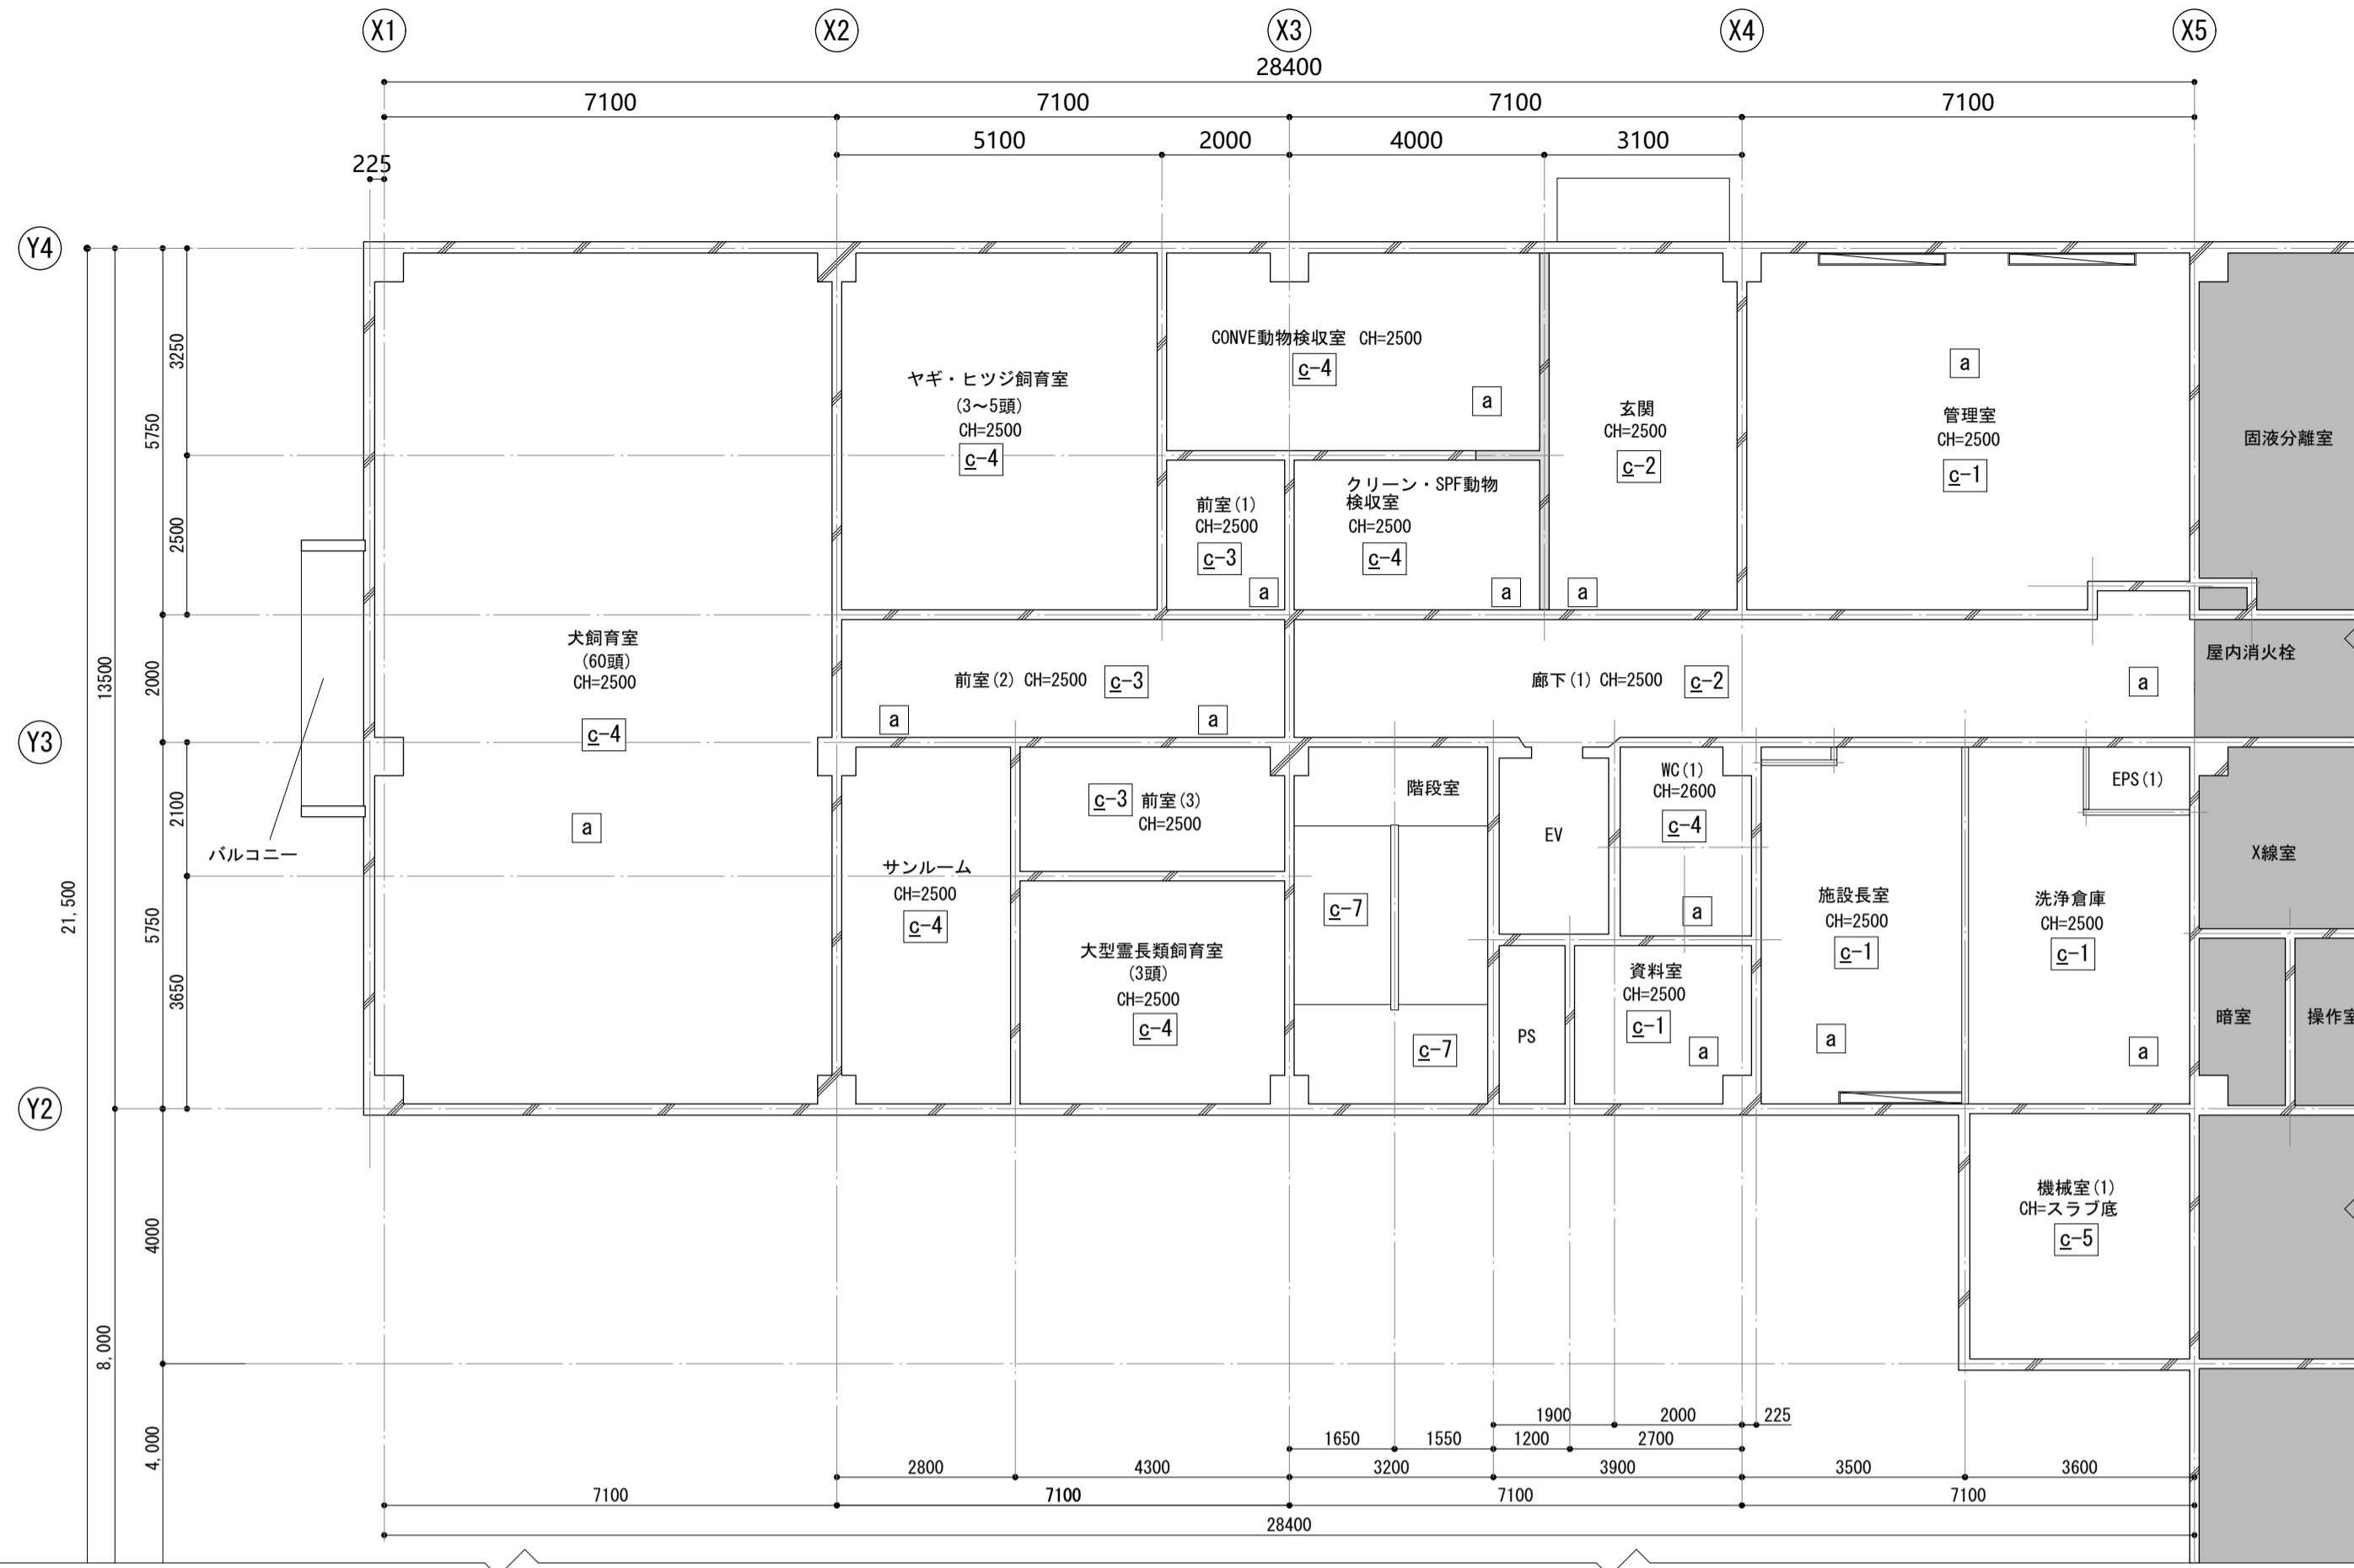 X1
X2
X3
X4
X5
28400
7100
7100
7100
7100
5100
2000
4000
3100
225
Y4
Y3
Y2
3250
5750
2500
13500
2000
2100
21,500
5750
3650
4000
8,000
4,000
CONVE動物検収室 CH=2500
c-4
a
ヤギ・ヒツジ飼育室
(3～5頭)
CH=2500
c-4
玄関
CH=2500
c-2
a
a
管理室
CH=2500
c-1
固液分離室
前室(1)
CH=2500
c-3
a
クリーン・SPF動物
検収室
CH=2500
c-4
a
犬飼育室
(60頭)
CH=2500
c-4
a
前室(2) CH=2500
c-3
a
a
廊下(1) CH=2500
c-2
a
屋内消火栓
バルコニー
c-3
前室(3)
CH=2500
階段室
WC(1)
CH=2600
c-4
a
EPS(1)
EV
X線室
サンルーム
CH=2500
c-4
c-7
施設長室
CH=2500
c-1
a
洗浄倉庫
CH=2500
c-1
a
大型霊長類飼育室
(3頭)
CH=2500
c-4
c-7
PS
資料室
CH=2500
c-1
a
暗室
操作室
機械室(1)
CH=スラブ底
c-5
1900
2000
225
1650
1550
1200
2700
2800
4300
3200
3900
3500
3600
7100
7100
7100
7100
28400